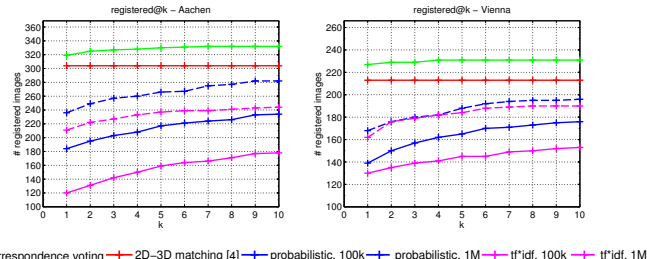 registered@k − Aachen
registered@k − Vienna
360
340
320
300
280
260
240
220
200
180
160
140
120
100
# registered images
0 1 2 3 4 5 6 7 8 9 10
k
260
240
220
200
180
160
140
120
100
# registered images
0 1 2 3 4 5 6 7 8 9 10
k
respondence voting 2D−3D matching [4] probabilistic, 100k probabilistic, 1M tf*idf, 100k tf*idf, 1M